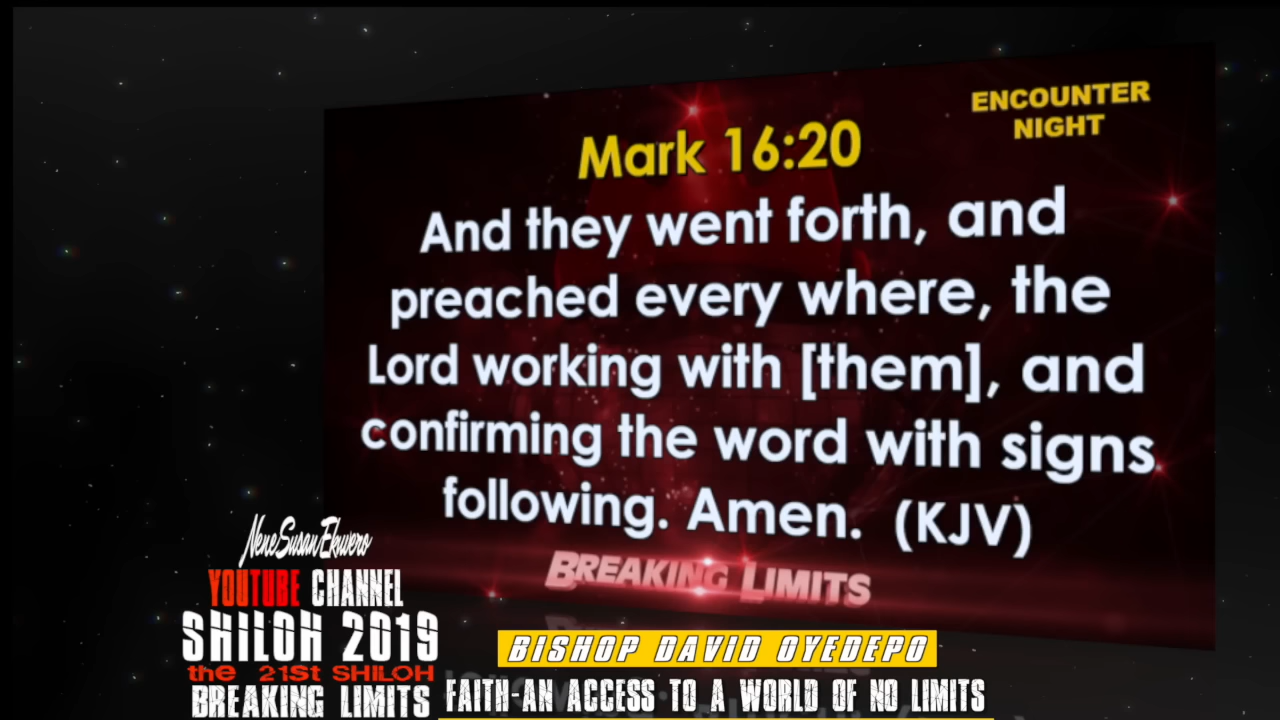 ENCOUNTER
NIGHT
Mark 16:20
And they went forth, and
preached every where, the
Lord working with [them], and
confirming the word with signs
following. Amen. (KJV)
BREAKING LIMITS
NeneSusanEkwero
YOUTUBE CHANNEL
SHILOH 2019
the 21st SHILOH
BREAKING LIMITS
BISHOP DAVID OYEDEPO
FAITH-AN ACCESS TO A WORLD OF NO LIMITS